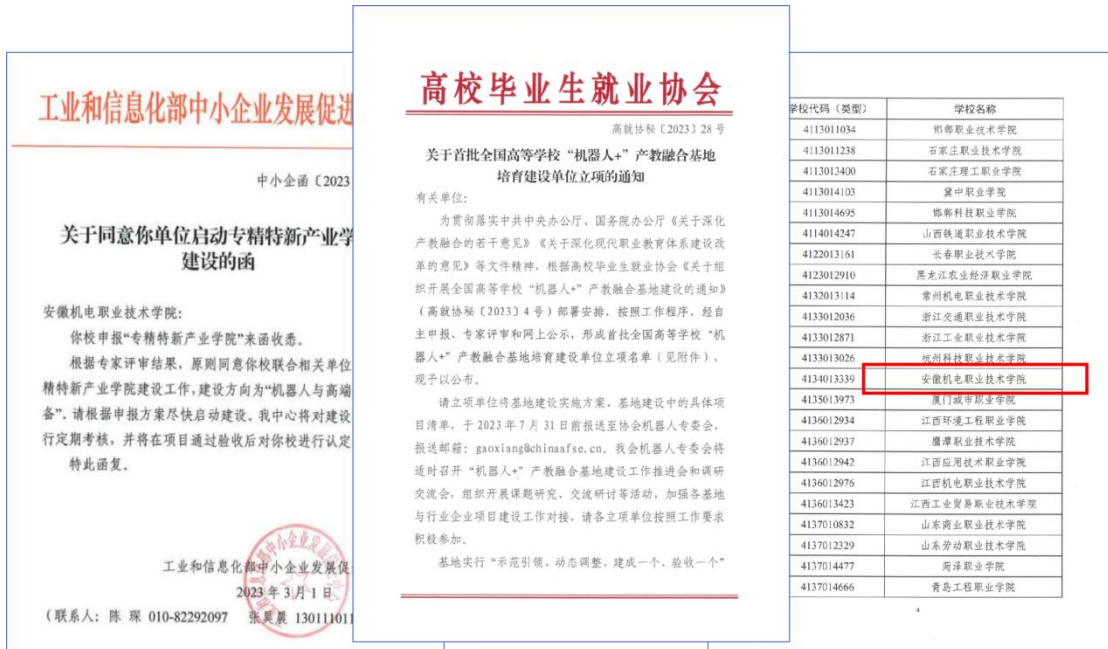 工业和信息化部中小企业发展促进
中小企函〔2023
关于同意你单位启动专精特新产业学
建设的函
安徽机电职业技术学院:
你校申报“专精特新产业学院”来函收悉。
根据专家评审结果,原则同意你校联合相关单位
精特新产业学院建设工作,建设方向为“机器人与高端
备”。请根据申报方案尽快启动建设。我中心将对建设
行定期考核,并将在项目通过验收后对你校进行认定
特此函复。
工业和信息化部中小企业发展促
2023年3月1日
(联系人: 陈 琛 010-82292097 张昊晨 130111011
高校毕业生就业协会
高就协秘〔2023〕28号
关于首批全国高等学校“机器人+”产教融合基地
培育建设单位立项的通知
有关单位:
为贯彻落实中共中央办公厅、国务院办公厅《关于深化
产教融合的若干意见》《关于深化现代职业教育体系建设改
革的意见》等文件精神,根据高校毕业生就业协会《关于组
织开展全国高等学校“机器人+”产教融合基地建设的通知》
(高就协秘〔2023〕4号)部署安排,按照工作程序,经自
主申报、专家评审和网上公示,形成首批全国高等学校“机
器人+”产教融合基地培育建设单位立项名单(见附件),
现予以公布。
请立项单位将基地建设实施方案、基地建设中的具体项
目清单,于2023年7月31日前报送至协会机器人专委会,
报送邮箱: gaoxiang@chinaafse.cn。我会机器人专委会将
适时召开“机器人+”产教融合基地建设工作推进会和调研
交流会,组织开展课题研究、交流研讨等活动,加强各基地
与行业企业项目建设工作对接,请各立项单位按照工作要求
积极参加。
基地实行“示范引领、动态调整、建成一个、验收一个”
学校代码(类型) 学校名称
4113011034 邯郸职业技术学院
4113011238 石家庄职业技术学院
4113013400 石家庄理工职业学院
4113014103 冀中职业学院
4113014695 邯郸科技职业学院
4114014247 山西铁道职业技术学院
4122013161 长春职业技术学院
4123012910 黑龙江农业经济职业学院
4132013114 常州机电职业技术学院
4133012036 浙江交通职业技术学院
4133012871 浙江工业职业技术学院
4133013026 杭州科技职业技术学院
4134013339 安徽机电职业技术学院
4135013973 厦门城市职业学院
4136012934 江西环境工程职业学院
4136012937 鹰潭职业技术学院
4136012942 江西应用技术职业学院
4136012976 江西机电职业技术学院
4136013423 江西工业贸易职业技术学院
4137010832 山东商业职业技术学院
4137012329 山东劳动职业技术学院
4137014477 菏泽职业学院
4137014666 青岛工程职业学院
4